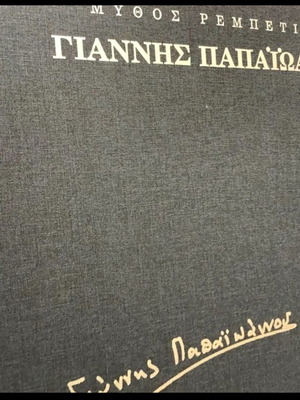 ΜΥΘΟΣ ΡΕΜΠΕΤΙ
ΓΙΑΝΝΗΣ ΠΑΠΑΪΩΑ
Γιάννης Παπαϊωάννου